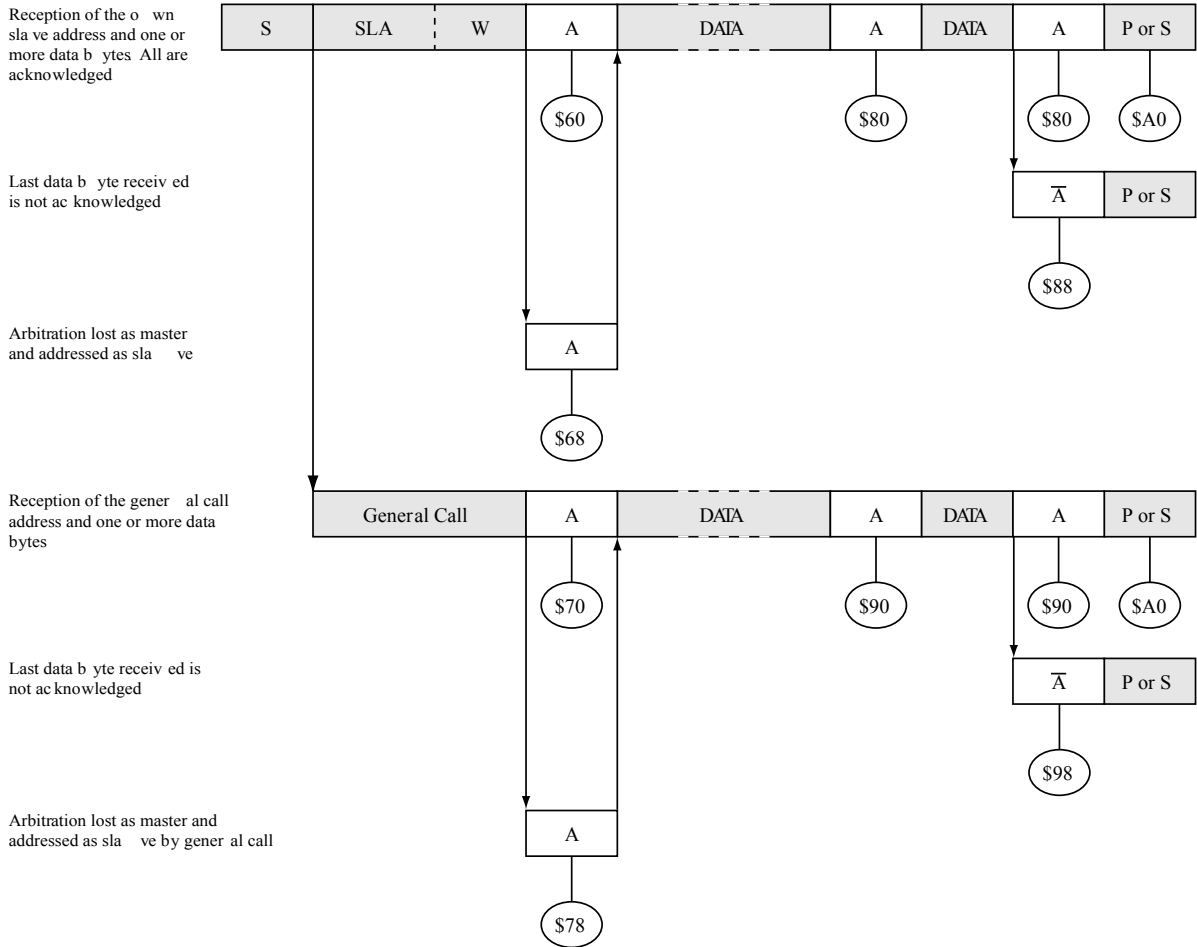 Reception of the o wn
sla ve address and one or
more data b ytes. All are
acknowledged
S SLA W A DATA A DATA A P or S
$60 $80 $80 $A0
Last data b yte receiv ed
is not ac knowledged
A̅ P or S
$88
Arbitration lost as master
and addressed as sla ve
A
$68
Reception of the gener al call
address and one or more data
bytes
General Call A DATA A DATA A P or S
$70 $90 $90 $A0
Last data b yte receiv ed is
not ac knowledged
A̅ P or S
$98
Arbitration lost as master and
addressed as sla ve by gener al call
A
$78